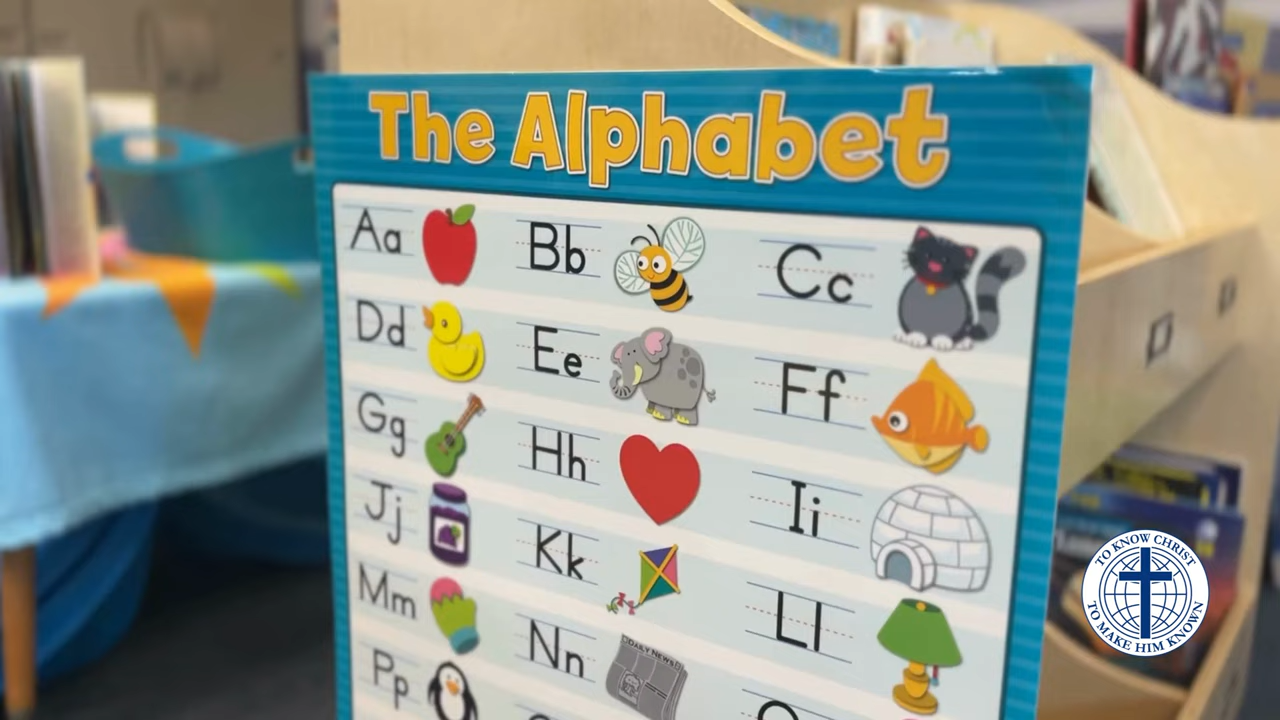 The Alphabet
Aa Bb Cc
Dd Ee Ff
Gg Hh Ii
Jj Kk Ll
DAILY NEWS
Mm Nn
Pp
TO KNOW CHRIST
TO MAKE HIM KNOWN